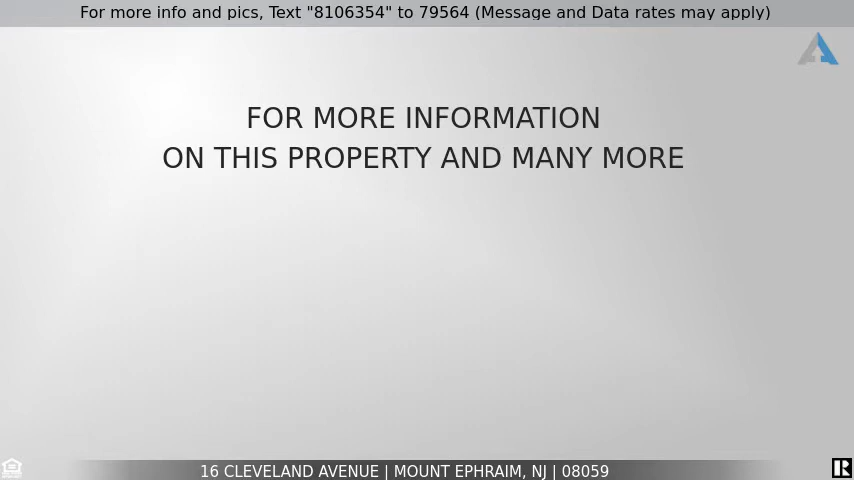 For more info and pics, Text "8106354" to 79564 (Message and Data rates may apply)
FOR MORE INFORMATION
ON THIS PROPERTY AND MANY MORE
16 CLEVELAND AVENUE | MOUNT EPHRAIM, NJ | 08059